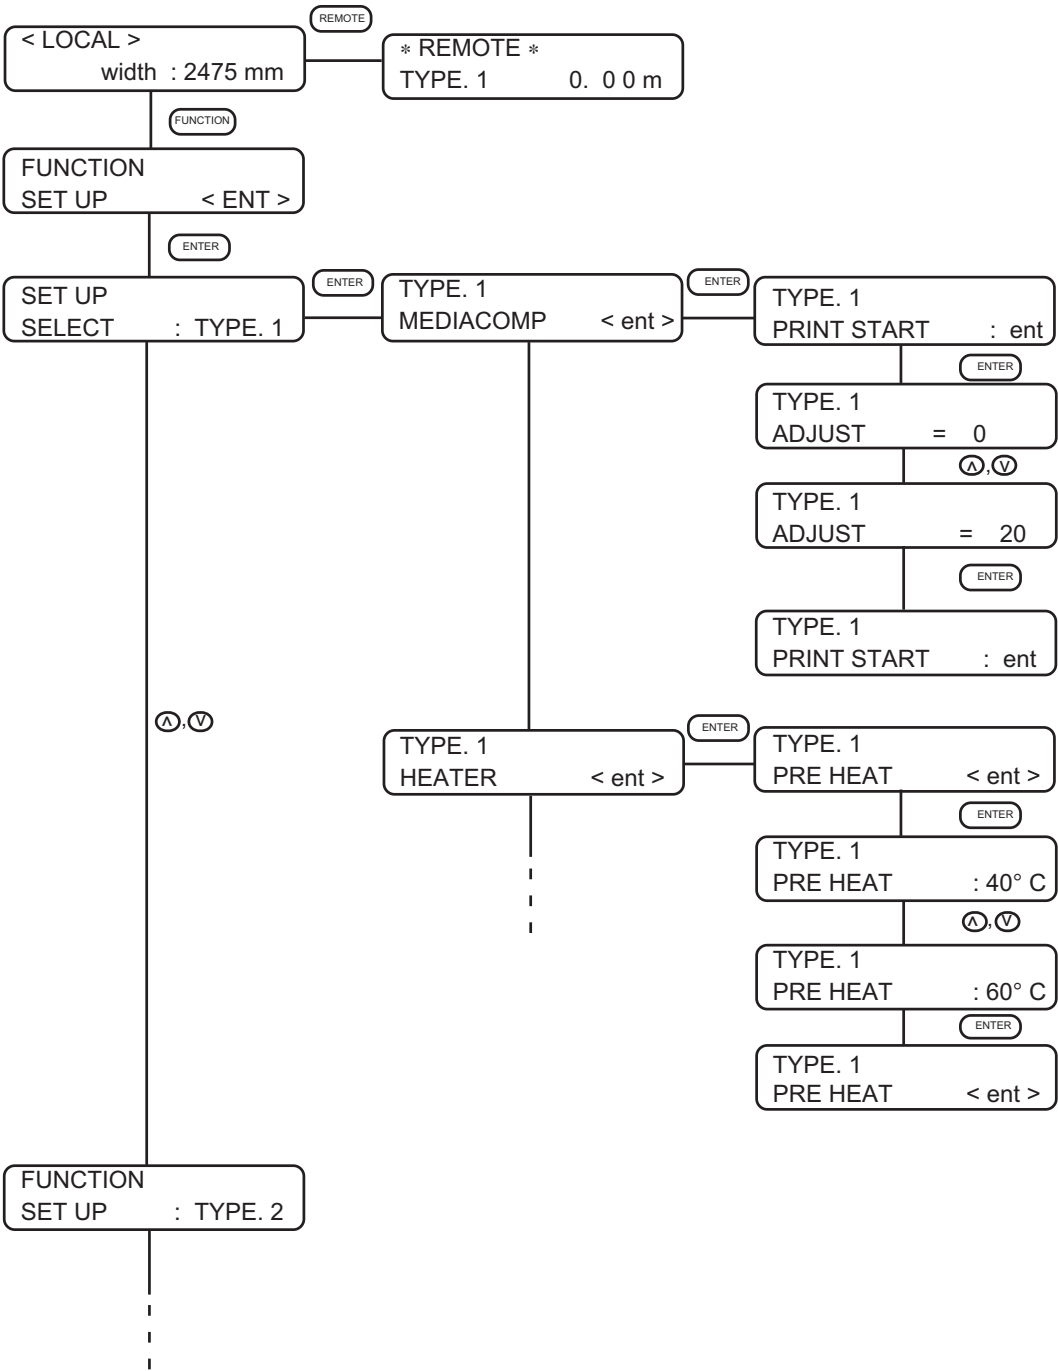 REMOTE
< LOCAL >
width : 2475 mm
* REMOTE *
TYPE. 1 0. 0 0 m
FUNCTION
FUNCTION
SET UP < ENT >
ENTER
SET UP
SELECT : TYPE. 1
ENTER
TYPE. 1
MEDIACOMP < ent >
ENTER
TYPE. 1
PRINT START : ent
ENTER
TYPE. 1
ADJUST = 0
ʌ,V
TYPE. 1
ADJUST = 20
ENTER
TYPE. 1
PRINT START : ent
ʌ,V
TYPE. 1
HEATER < ent >
ENTER
TYPE. 1
PRE HEAT < ent >
ENTER
TYPE. 1
PRE HEAT : 40° C
ʌ,V
TYPE. 1
PRE HEAT : 60° C
ENTER
TYPE. 1
PRE HEAT < ent >
FUNCTION
SET UP : TYPE. 2